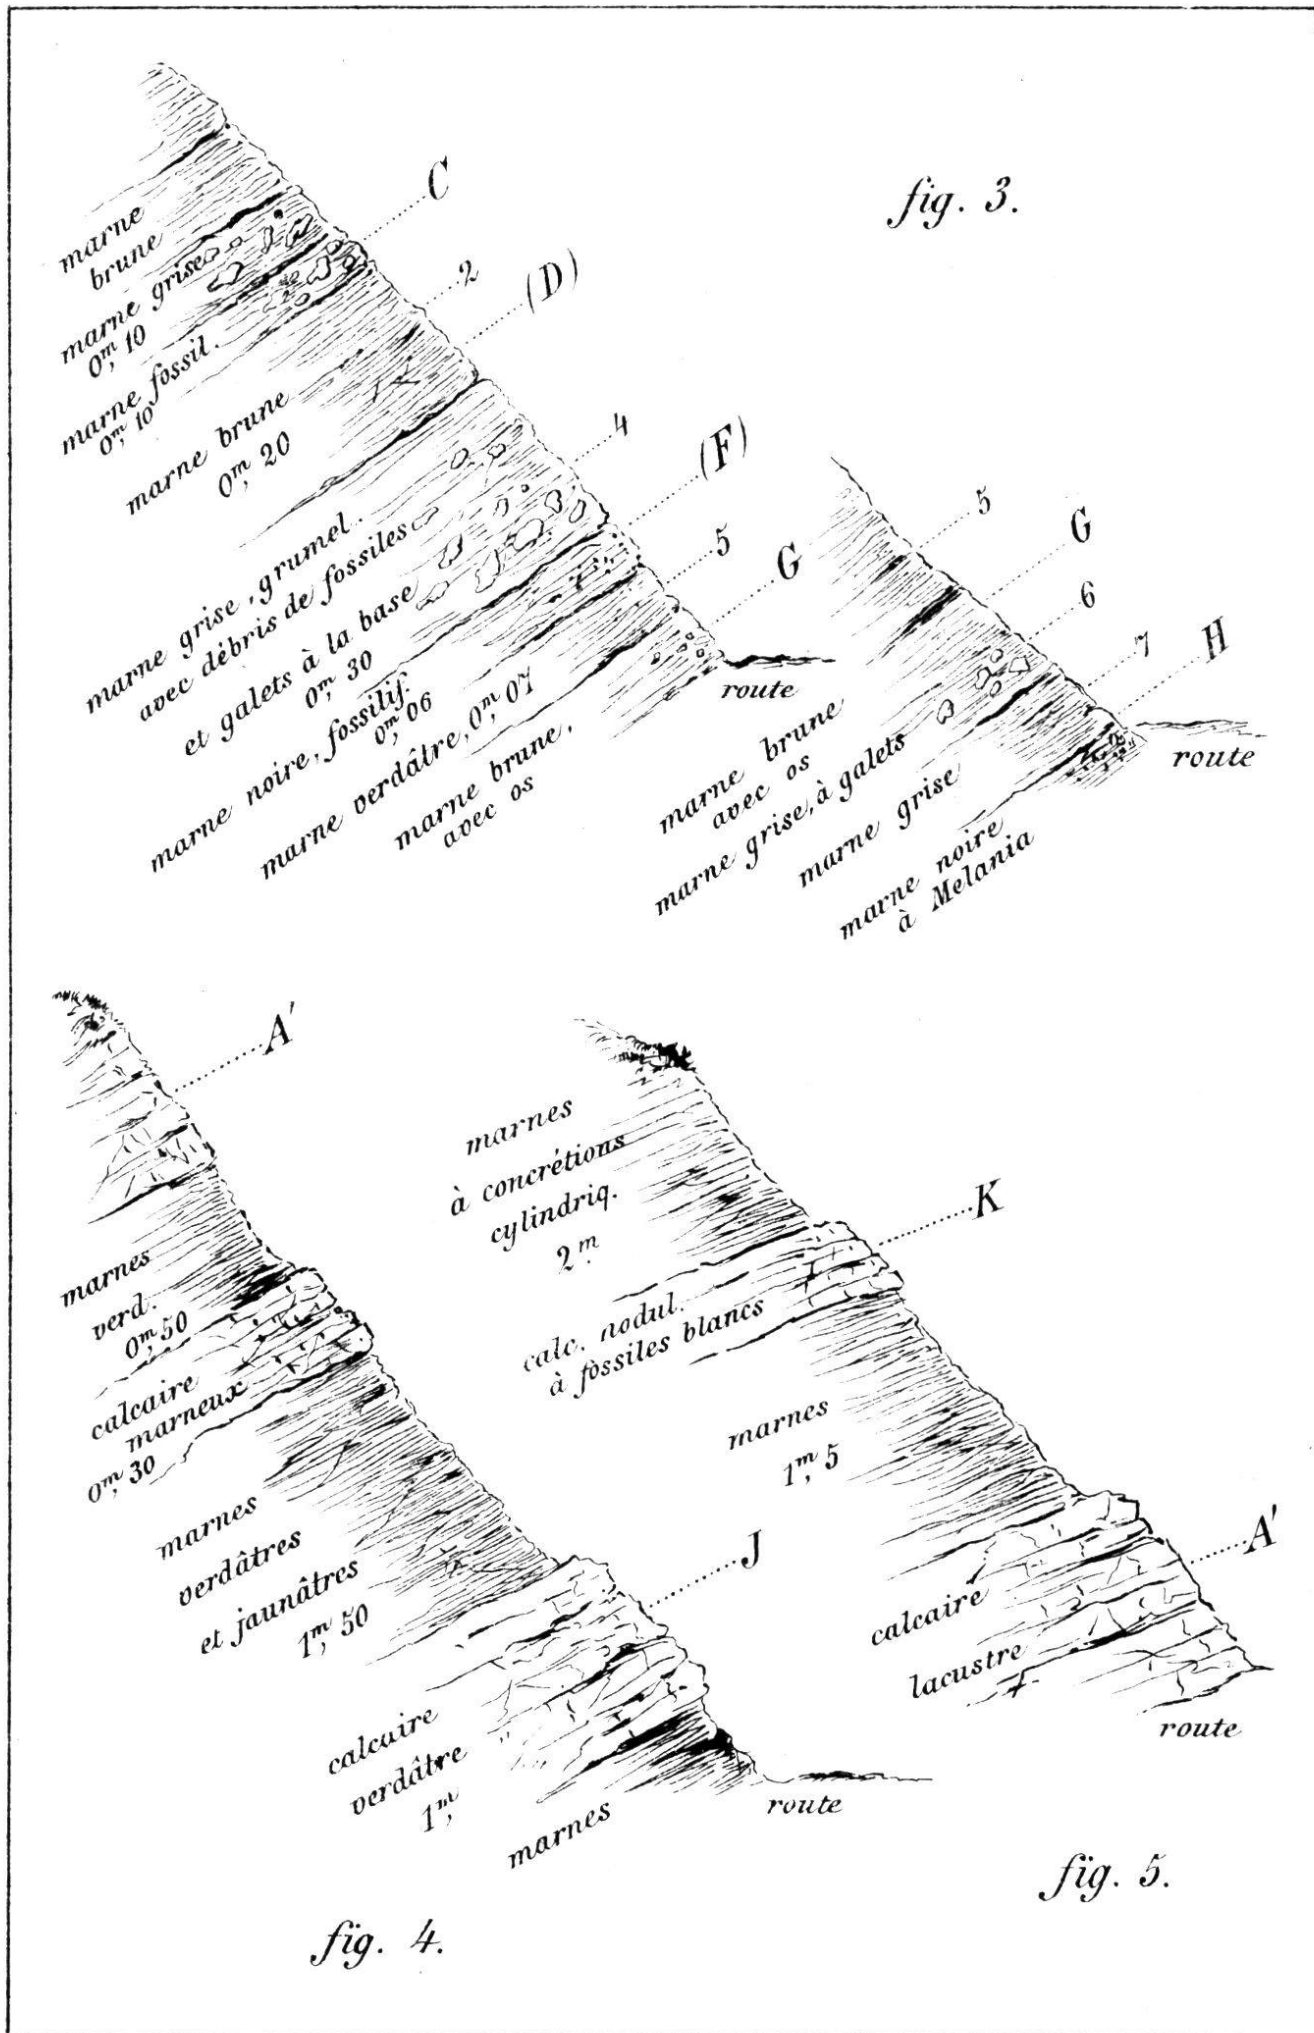 fig. 3.
C
2
(D)
4
(F)
5
G
marne
brune
marne grise
0m, 10
marne fossil.
0m, 10
marne brune
0m, 20
marne grise, grumel.
avec débris de fossiles
et galets à la base
0m, 30
marne noire, fossilif.
0m, 06
marne verdâtre, 0m, 07
marne brune,
avec os
route
5
G
6
7
H
marne brune
avec os
marne grise, à galets
marne grise
marne noire
à Melania
route
A'
marnes
verd.
0m, 50
calcaire
marneux
0m, 30
marnes
verdâtres
et jaunâtres
1m, 50
J
calcaire
verdâtre
1m,
marnes
route
fig. 4.
marnes
à concrétions
cylindriq.
2m
K
calc. nodul.
à fossiles blancs
marnes
1m, 5
A'
calcaire
lacustre
route
fig. 5.